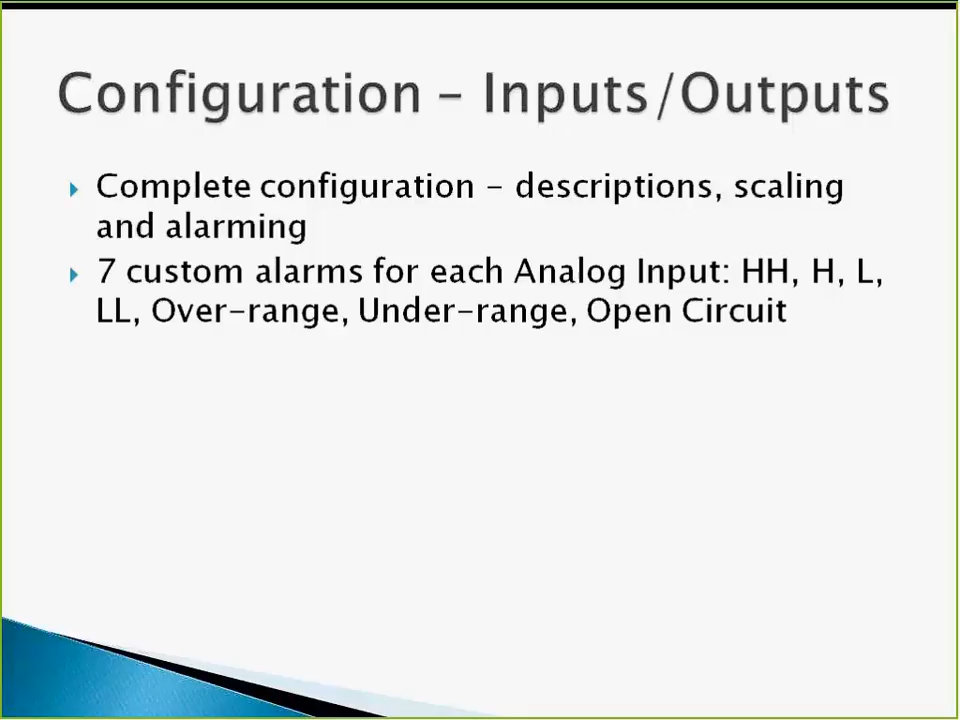 Configuration – Inputs/Outputs
Complete configuration – descriptions, scaling
and alarming
7 custom alarms for each Analog Input: HH, H, L,
LL, Over-range, Under-range, Open Circuit